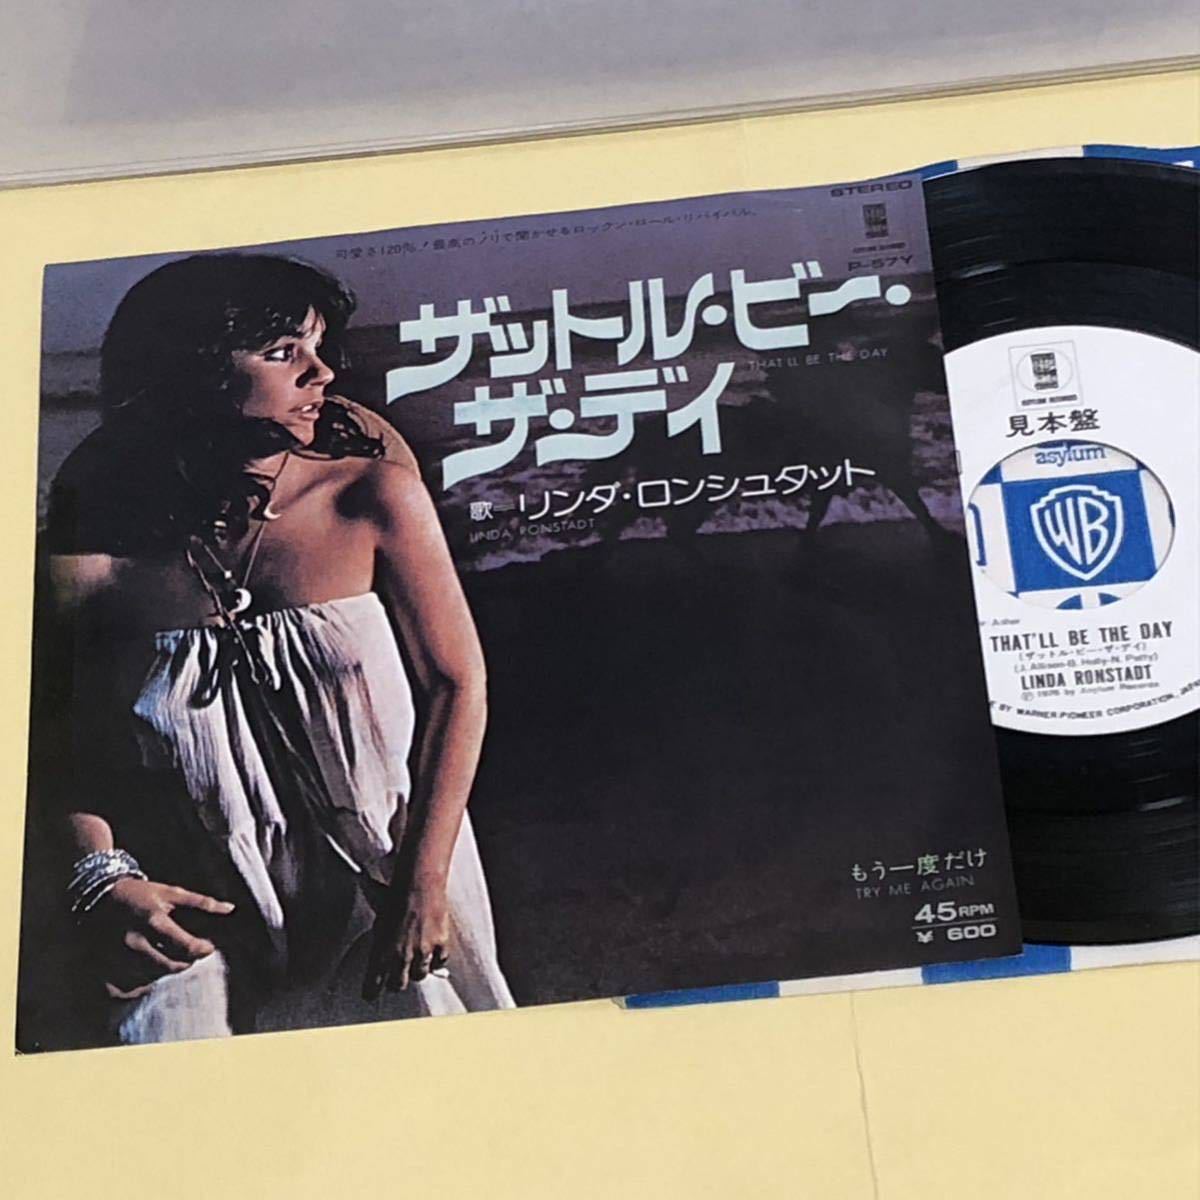 STEREO
可愛さ120%!最高のノリで聞かせるロックン・ロール・リバイバル。
P-57Y
ザットル・ビー・
THAT'LL BE THE DAY
ザ・デイ
歌=リンダ・ロンシュタット
LINDA RONSTADT
もう一度だけ
TRY ME AGAIN
45RPM
¥ 600
ASYLUM RECORDS
見本盤
asylum
WB
Asher
THAT'LL BE THE DAY
(ザットル・ビー・ザ・デイ)
(J. Allison-B. Holly-N. Petty)
LINDA RONSTADT
Ⓟ 1976 by Asylum Records
BY WARNER-PIONEER CORPORATION, JAPAN